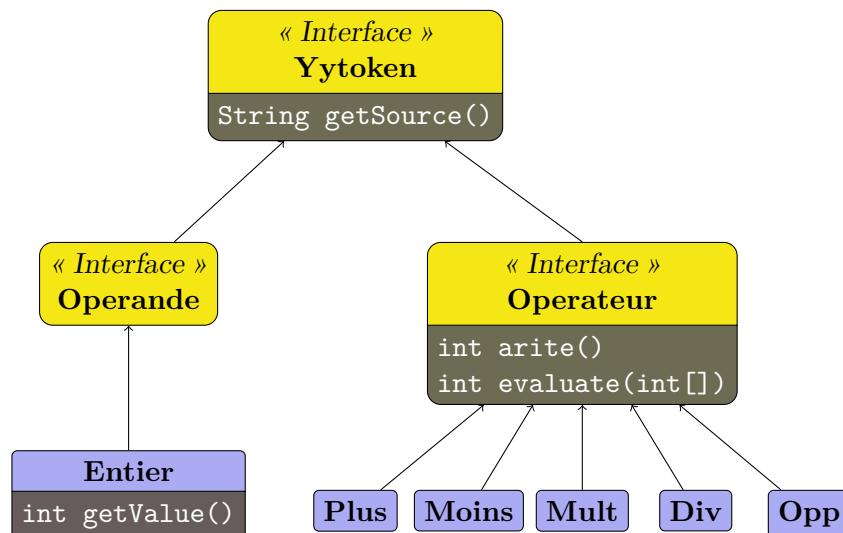 « Interface »
Yytoken
String getSource()
« Interface »
Operande
« Interface »
Operateur
int arite()
int evaluate(int[])
Entier
int getValue()
Plus
Moins
Mult
Div
Opp